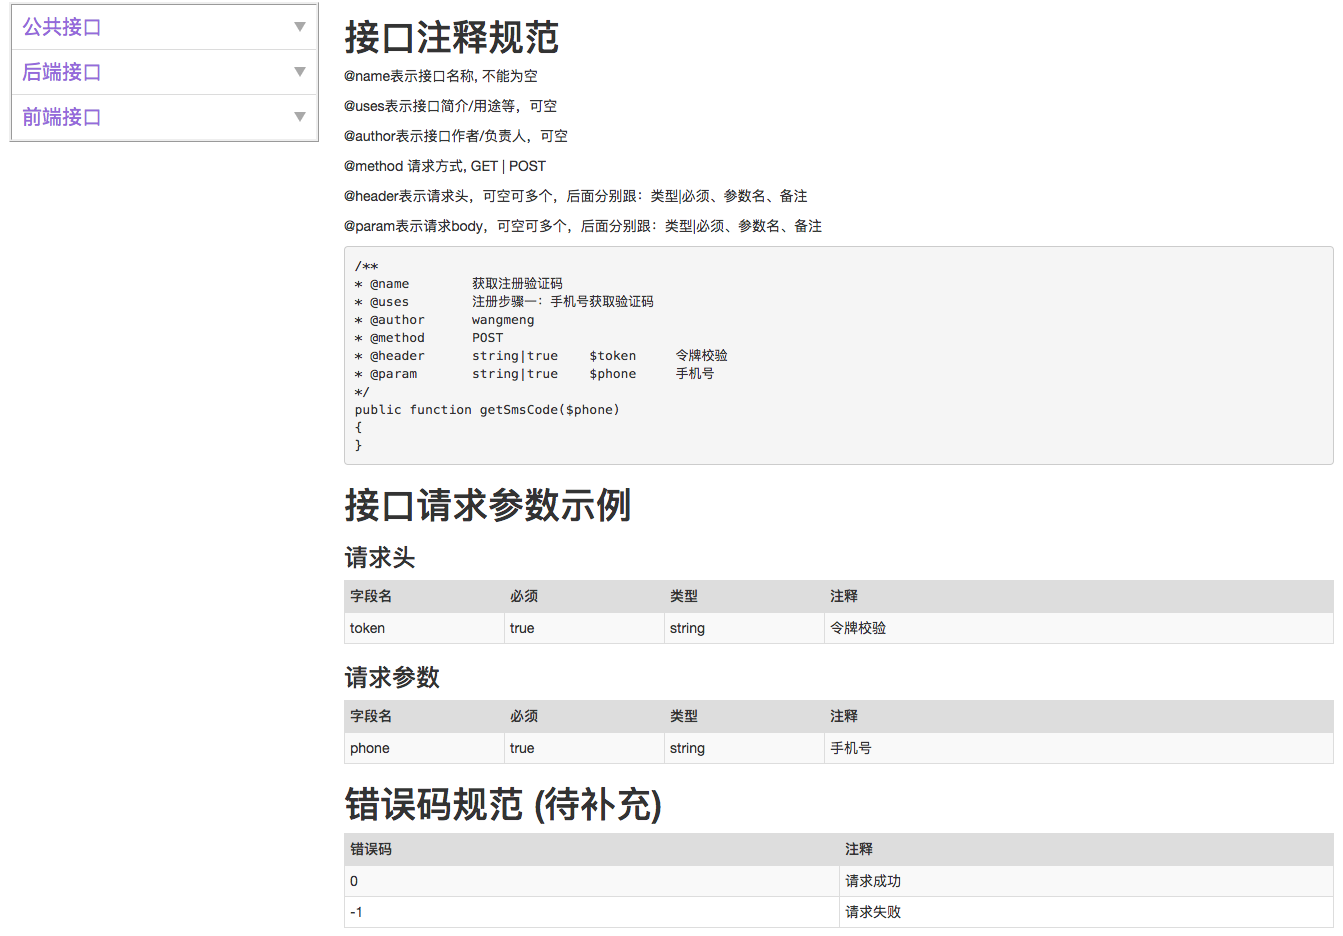 公共接口
后端接口
前端接口
接口注释规范
@name表示接口名称, 不能为空
@uses表示接口简介/用途等，可空
@author表示接口作者/负责人，可空
@method 请求方式, GET | POST
@header表示请求头，可空可多个，后面分别跟：类型|必须、参数名、备注
@param表示请求body，可空可多个，后面分别跟：类型|必须、参数名、备注
/**
* @name 获取注册验证码
* @uses 注册步骤一：手机号获取验证码
* @author wangmeng
* @method POST
* @header string|true $token 令牌校验
* @param string|true $phone 手机号
*/
public function getSmsCode($phone)
{
}
接口请求参数示例
请求头
字段名 必须 类型 注释
token true string 令牌校验
请求参数
字段名 必须 类型 注释
phone true string 手机号
错误码规范 (待补充)
错误码 注释
0 请求成功
-1 请求失败